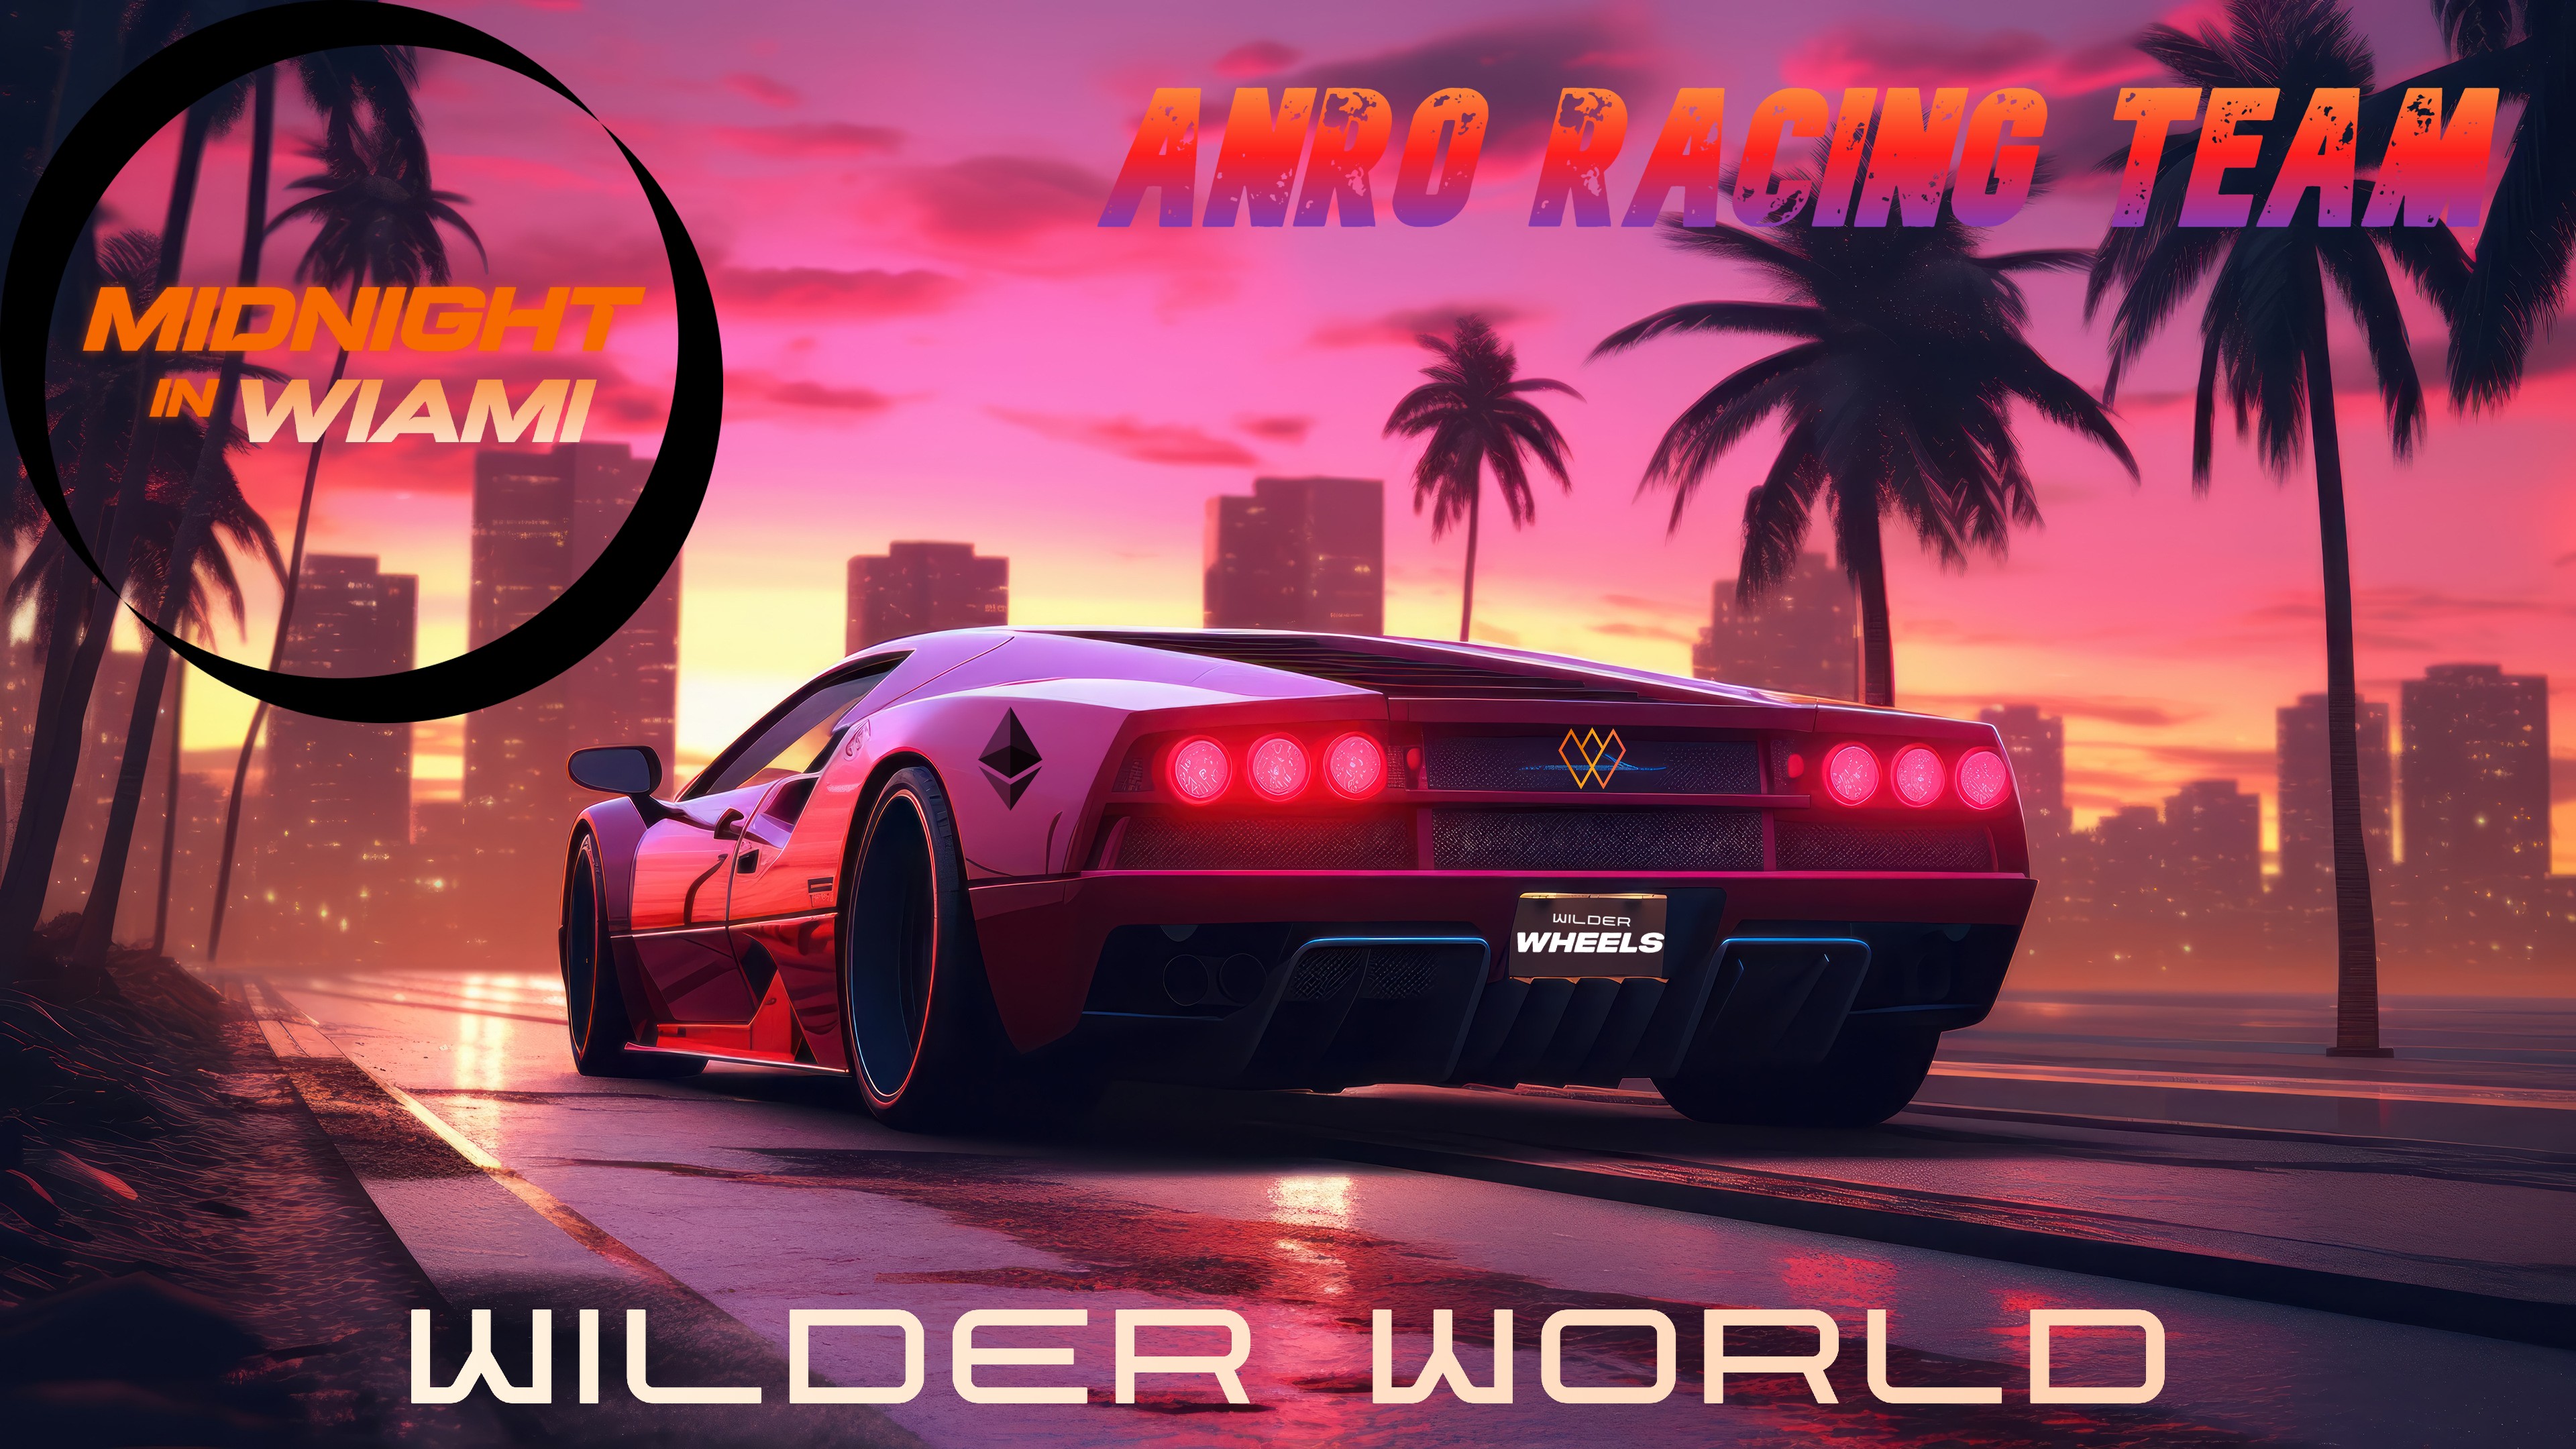 ANRO RACING TEAM
MIDNIGHT
IN WIAMI
WILDER
WHEELS
WILDER WORLD